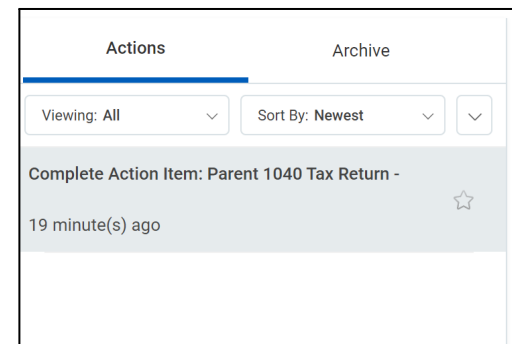 Actions
Archive
Viewing: All
Sort By: Newest
Complete Action Item: Parent 1040 Tax Return -
19 minute(s) ago